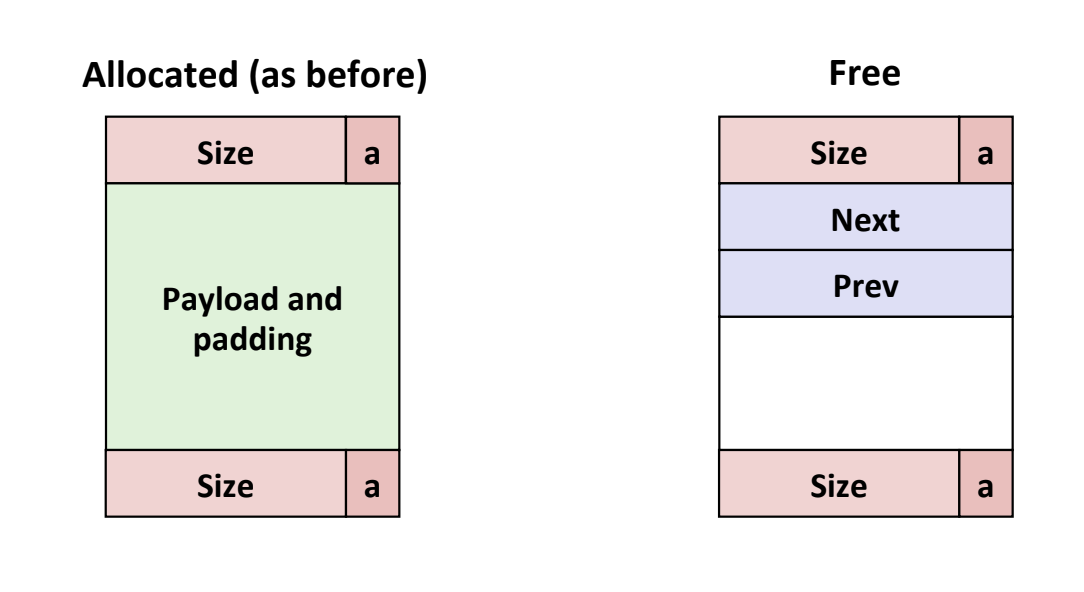 Allocated (as before)
Size a
Payload and
padding
Size a
Free
Size a
Next
Prev
Size a